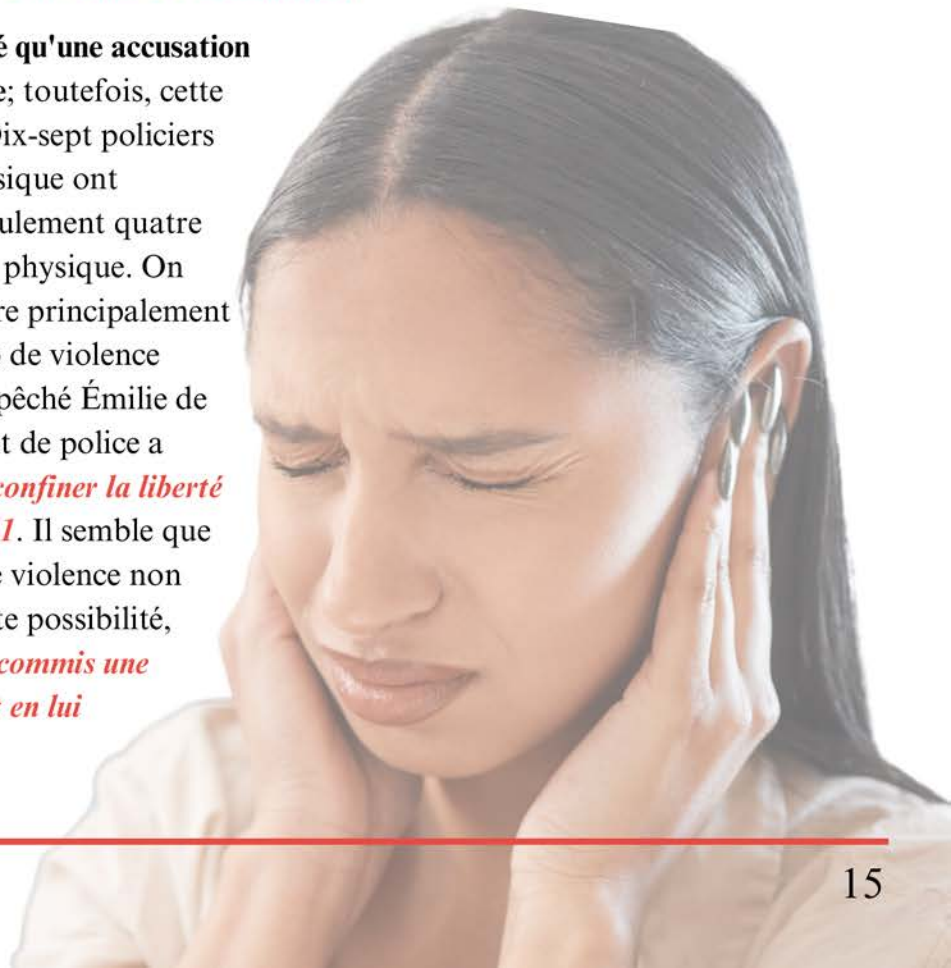 é qu'une accusation
e; toutefois, cette
Dix-sept policiers
sique ont
ulement quatre
physique. On
re principalement
de violence
pêché Émilie de
t de police a
confiner la liberté
1. Il semble que
e violence non
te possibilité,
commis une
en lui
15